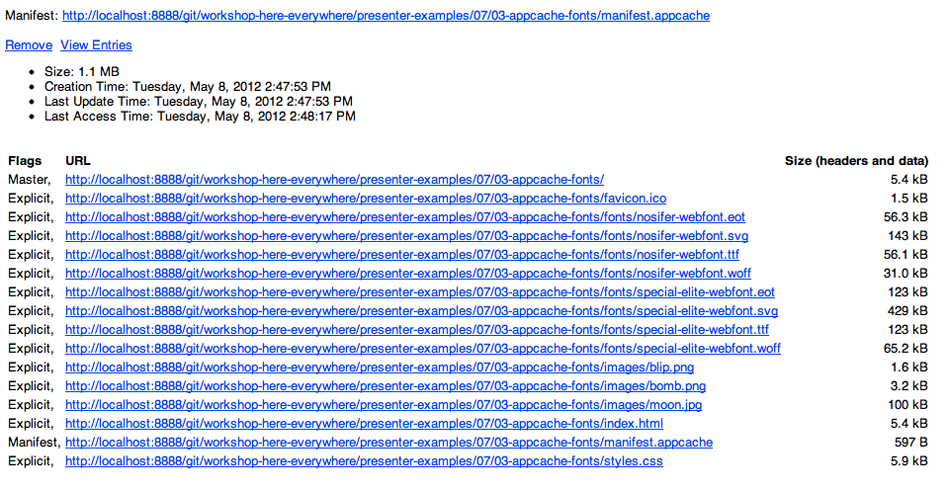 Manifest: http://localhost:8888/git/workshop-here-everywhere/presenter-examples/07/03-appcache-fonts/manifest.appcache
Remove View Entries
• Size: 1.1 MB
• Creation Time: Tuesday, May 8, 2012 2:47:53 PM
• Last Update Time: Tuesday, May 8, 2012 2:47:53 PM
• Last Access Time: Tuesday, May 8, 2012 2:48:17 PM
Flags URL Size (headers and data)
Master, http://localhost:8888/git/workshop-here-everywhere/presenter-examples/07/03-appcache-fonts/ 5.4 kB
Explicit, http://localhost:8888/git/workshop-here-everywhere/presenter-examples/07/03-appcache-fonts/favicon.ico 1.5 kB
Explicit, http://localhost:8888/git/workshop-here-everywhere/presenter-examples/07/03-appcache-fonts/fonts/nosifer-webfont.eot 56.3 kB
Explicit, http://localhost:8888/git/workshop-here-everywhere/presenter-examples/07/03-appcache-fonts/fonts/nosifer-webfont.svg 143 kB
Explicit, http://localhost:8888/git/workshop-here-everywhere/presenter-examples/07/03-appcache-fonts/fonts/nosifer-webfont.ttf 56.1 kB
Explicit, http://localhost:8888/git/workshop-here-everywhere/presenter-examples/07/03-appcache-fonts/fonts/nosifer-webfont.woff 31.0 kB
Explicit, http://localhost:8888/git/workshop-here-everywhere/presenter-examples/07/03-appcache-fonts/fonts/special-elite-webfont.eot 123 kB
Explicit, http://localhost:8888/git/workshop-here-everywhere/presenter-examples/07/03-appcache-fonts/fonts/special-elite-webfont.svg 429 kB
Explicit, http://localhost:8888/git/workshop-here-everywhere/presenter-examples/07/03-appcache-fonts/fonts/special-elite-webfont.ttf 123 kB
Explicit, http://localhost:8888/git/workshop-here-everywhere/presenter-examples/07/03-appcache-fonts/fonts/special-elite-webfont.woff 65.2 kB
Explicit, http://localhost:8888/git/workshop-here-everywhere/presenter-examples/07/03-appcache-fonts/images/blip.png 1.6 kB
Explicit, http://localhost:8888/git/workshop-here-everywhere/presenter-examples/07/03-appcache-fonts/images/bomb.png 3.2 kB
Explicit, http://localhost:8888/git/workshop-here-everywhere/presenter-examples/07/03-appcache-fonts/images/moon.jpg 100 kB
Explicit, http://localhost:8888/git/workshop-here-everywhere/presenter-examples/07/03-appcache-fonts/index.html 5.4 kB
Manifest, http://localhost:8888/git/workshop-here-everywhere/presenter-examples/07/03-appcache-fonts/manifest.appcache 597 B
Explicit, http://localhost:8888/git/workshop-here-everywhere/presenter-examples/07/03-appcache-fonts/styles.css 5.9 kB